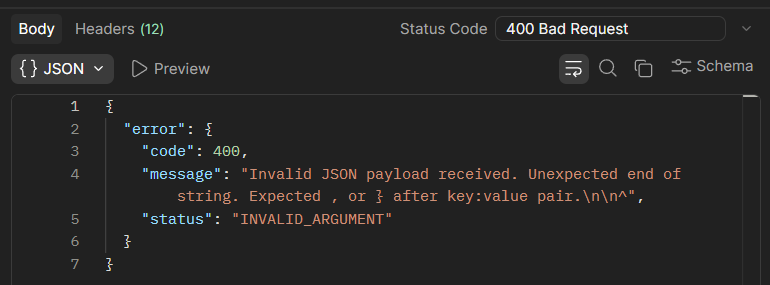 Body Headers (12) Status Code 400 Bad Request
{} JSON Preview Schema
1 {
2 "error": {
3 "code": 400,
4 "message": "Invalid JSON payload received. Unexpected end of
string. Expected , or } after key:value pair.\n\n^",
5 "status": "INVALID_ARGUMENT"
6 }
7 }